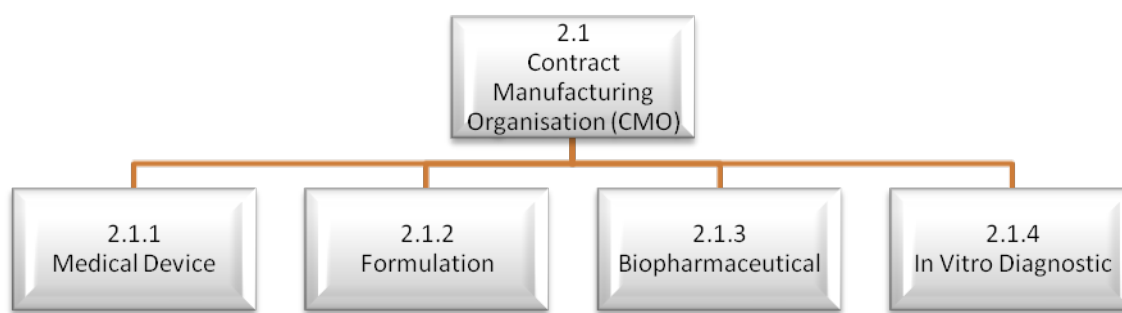 2.1
Contract
Manufacturing
Organisation (CMO)
2.1.1
Medical Device
2.1.2
Formulation
2.1.3
Biopharmaceutical
2.1.4
In Vitro Diagnostic